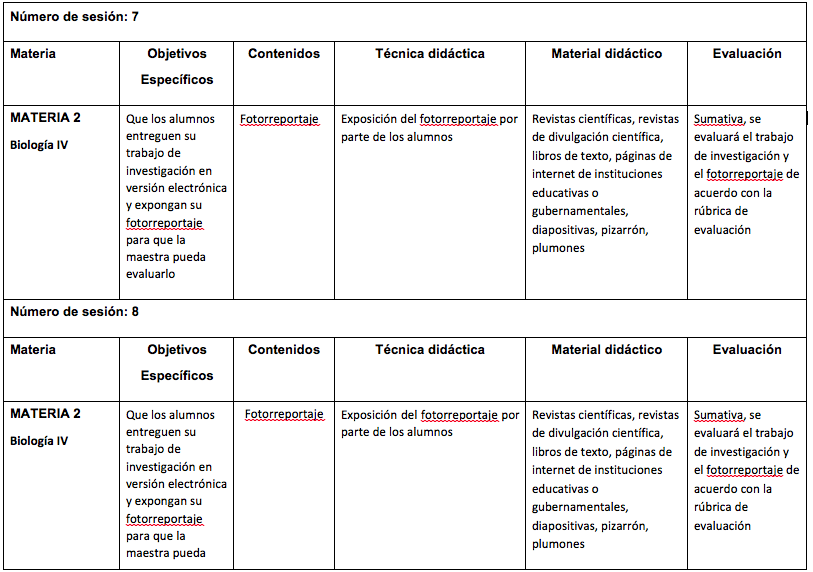 Número de sesión: 7
Materia
Objetivos
Específicos
Contenidos
Técnica didáctica
Material didáctico
Evaluación
MATERIA 2
Biología IV
Que los alumnos
entreguen su
trabajo de
investigación en
versión electrónica
y expongan su
fotorreportaje
para que la
maestra pueda
evaluarlo
Fotorreportaje
Exposición del fotorreportaje por
parte de los alumnos
Revistas científicas, revistas
de divulgación científica,
libros de texto, páginas de
internet de instituciones
educativas o
gubernamentales,
diapositivas, pizarrón,
plumones
Sumativa, se
evaluará el trabajo
de investigación y
el fotorreportaje de
acuerdo con la
rúbrica de
evaluación
Número de sesión: 8
Materia
Objetivos
Específicos
Contenidos
Técnica didáctica
Material didáctico
Evaluación
MATERIA 2
Biología IV
Que los alumnos
entreguen su
trabajo de
investigación en
versión electrónica
y expongan su
fotorreportaje
para que la
maestra pueda
Fotorreportaje
Exposición del fotorreportaje por
parte de los alumnos
Revistas científicas, revistas
de divulgación científica,
libros de texto, páginas de
internet de instituciones
educativas o
gubernamentales,
diapositivas, pizarrón,
plumones
Sumativa, se
evaluará el trabajo
de investigación y
el fotorreportaje de
acuerdo con la
rúbrica de
evaluación